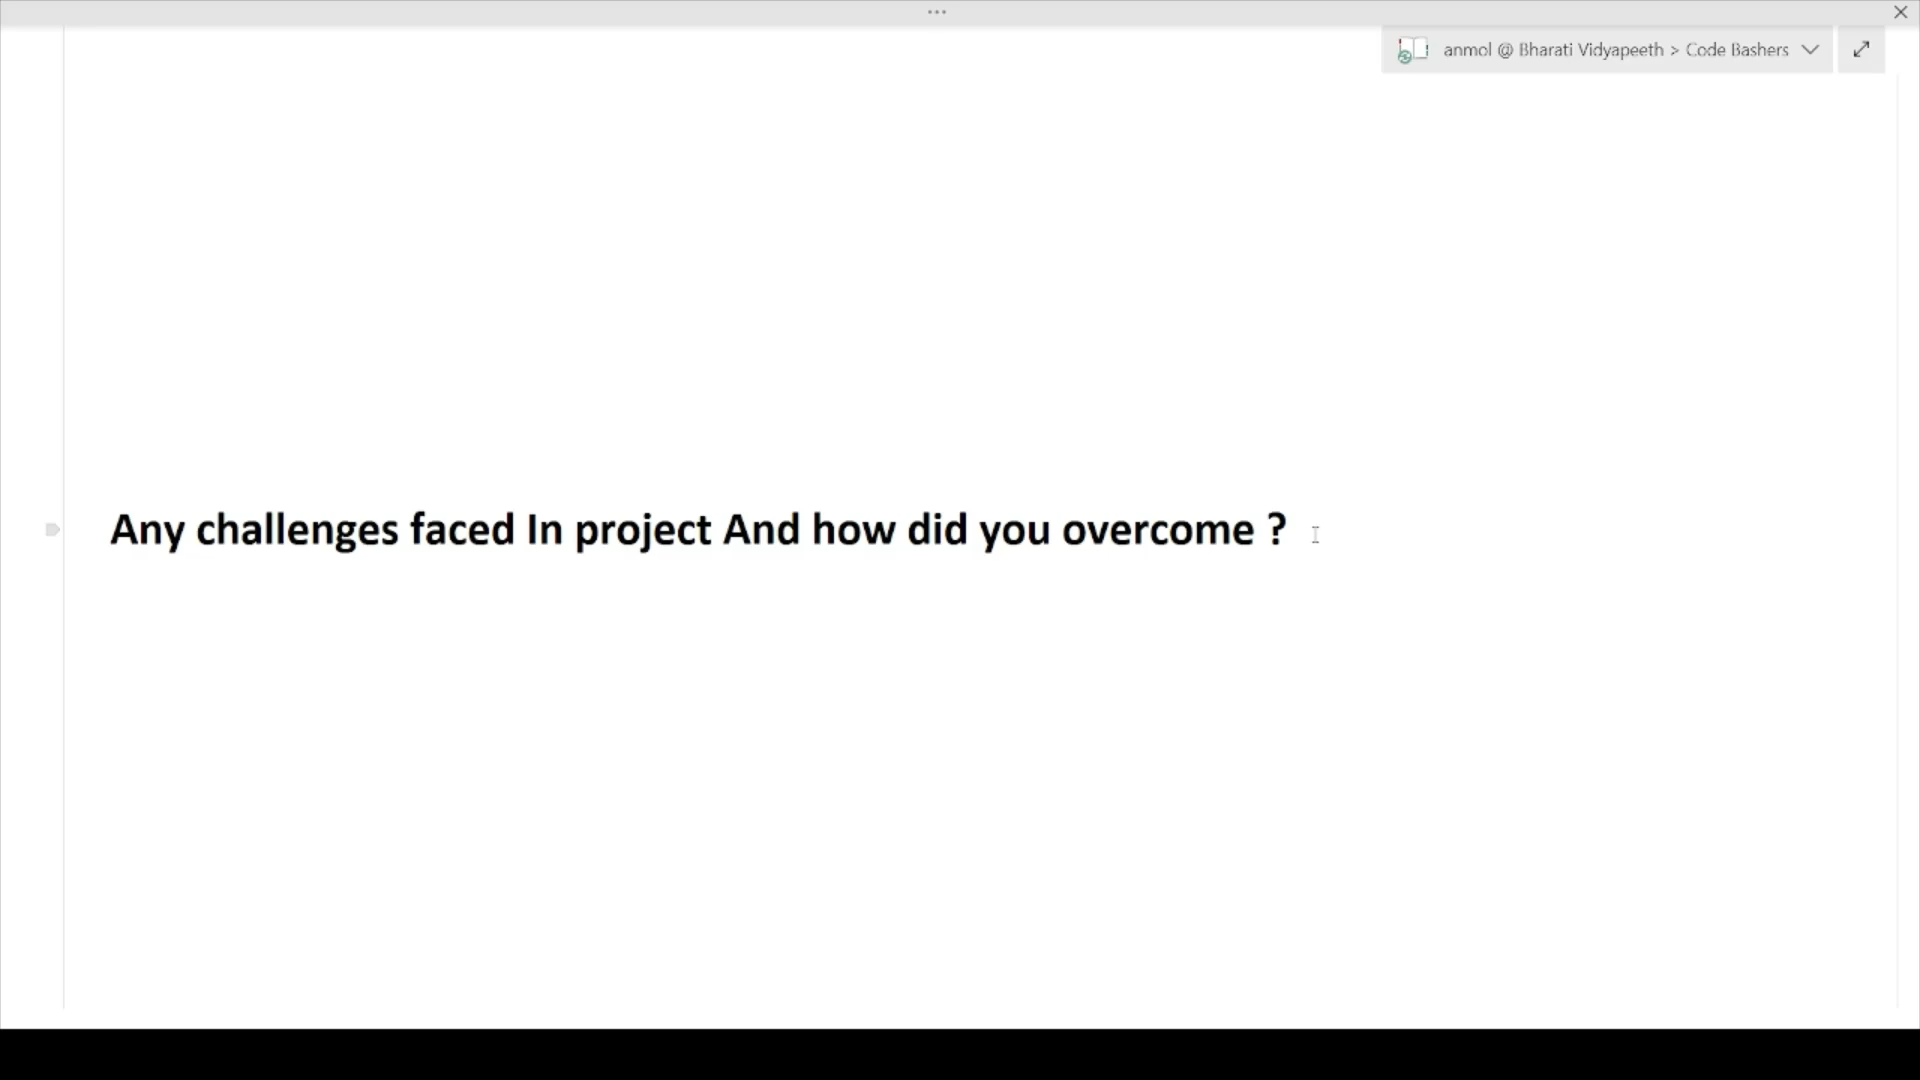 anmol @ Bharati Vidyapeeth > Code Bashers
Any challenges faced In project And how did you overcome ?